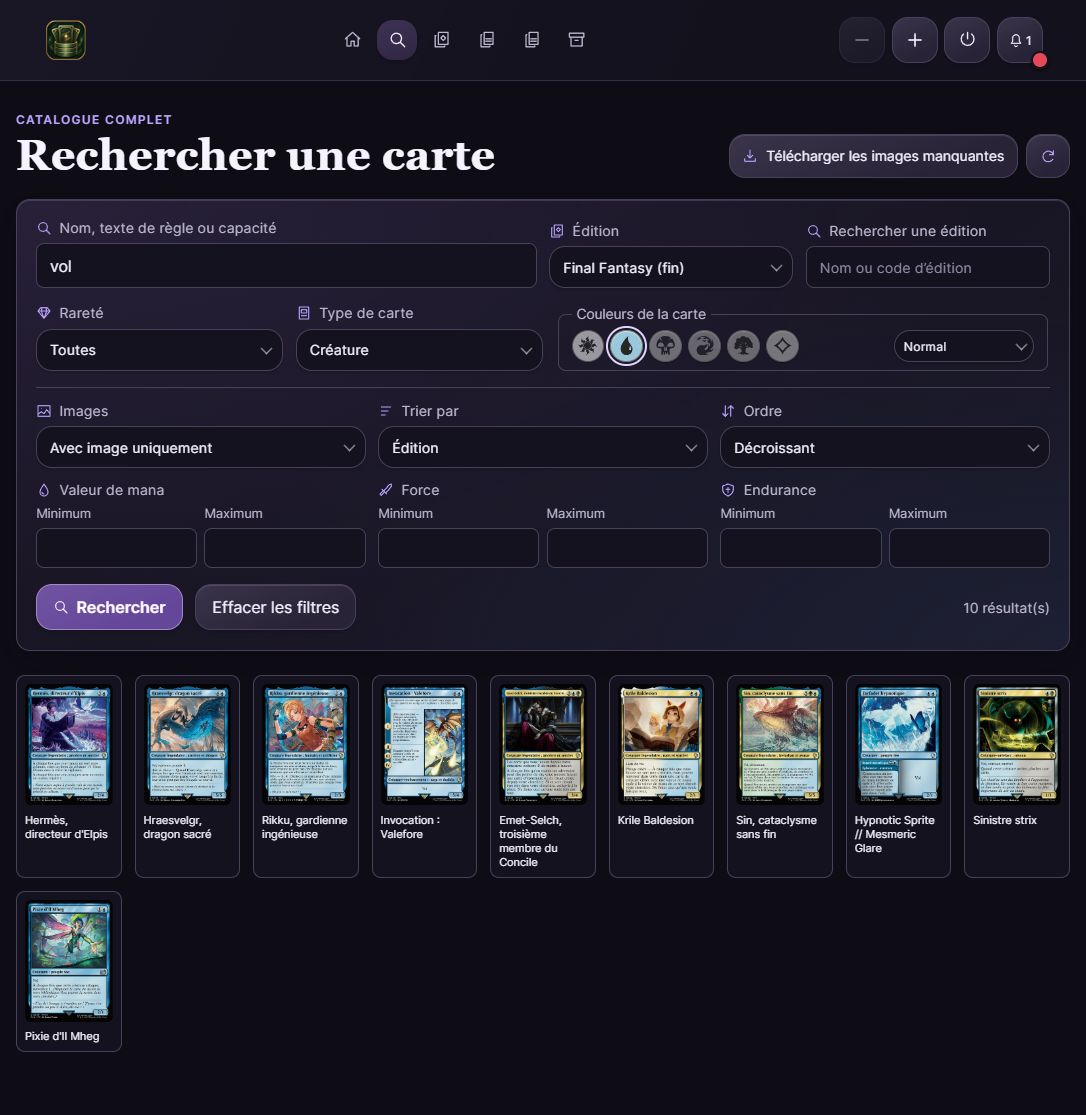 1
CATALOGUE COMPLET
Rechercher une carte
Télécharger les images manquantes
Nom, texte de règle ou capacité
Édition
Rechercher une édition
vol
Final Fantasy (fin)
Nom ou code d’édition
Rareté
Type de carte
Couleurs de la carte
Toutes
Créature
Normal
Images
Trier par
Ordre
Avec image uniquement
Édition
Décroissant
Valeur de mana
Force
Endurance
Minimum
Maximum
Minimum
Maximum
Minimum
Maximum
Rechercher
Effacer les filtres
10 résultat(s)
Hermès,
directeur d'Elpis
Hraesvelgr,
dragon sacré
Rikku, gardienne
ingénieuse
Invocation :
Valefore
Emet-Selch,
troisième
membre du
Concile
Krile Baldesion
Sin, cataclysme
sans fin
Hypnotic Sprite
// Mesmeric
Glare
Sinistre strix
Pixie d'Il Mheg